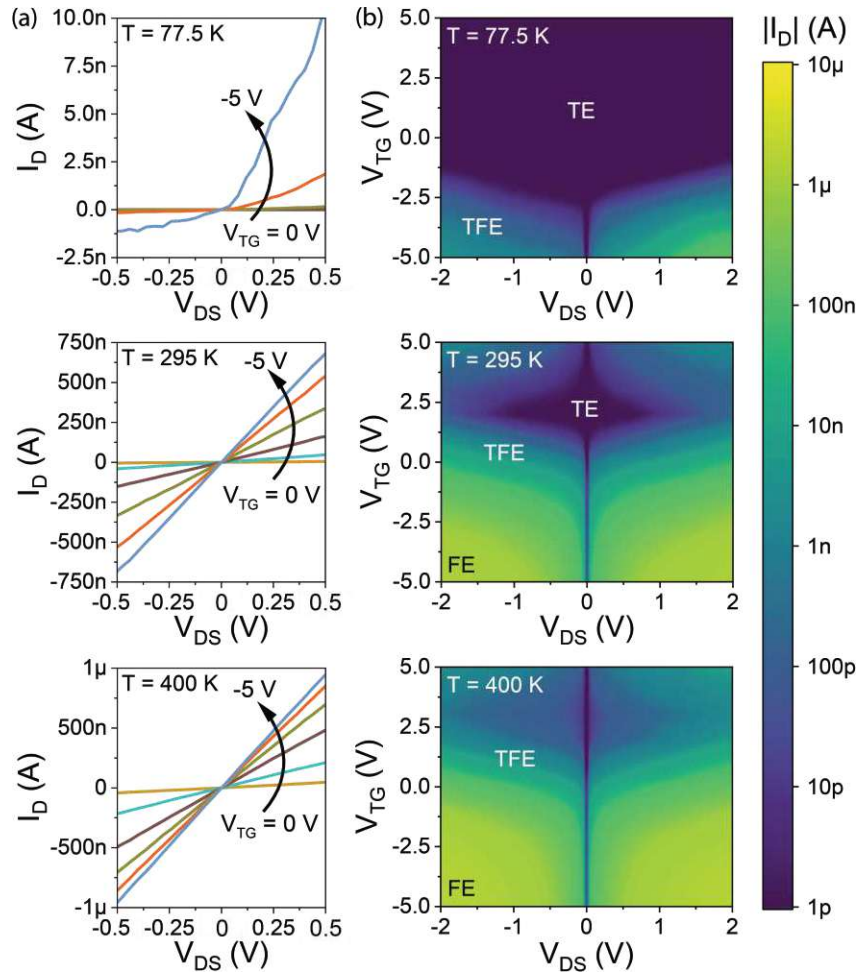 (a)
T = 77.5 K
10.0n
7.5n
5.0n
2.5n
0.0
-2.5n
I_D (A)
-5 V
V_TG = 0 V
-0.5 -0.25 0 0.25 0.5
V_DS (V)
(b)
T = 77.5 K
5.0
2.5
0.0
-2.5
-5.0
V_TG (V)
TE
TFE
-2 -1 0 1 2
V_DS (V)
|I_D| (A)
10µ
1µ
100n
10n
1n
100p
10p
1p
T = 295 K
750n
500n
250n
0
-250n
-500n
-750n
I_D (A)
-5 V
V_TG = 0 V
-0.5 -0.25 0 0.25 0.5
V_DS (V)
T = 295 K
5.0
2.5
0.0
-2.5
-5.0
V_TG (V)
TE
TFE
FE
-2 -1 0 1 2
V_DS (V)
T = 400 K
1µ
500n
0
-500n
-1µ
I_D (A)
-5 V
V_TG = 0 V
-0.5 -0.25 0 0.25 0.5
V_DS (V)
T = 400 K
5.0
2.5
0.0
-2.5
-5.0
V_TG (V)
TFE
FE
-2 -1 0 1 2
V_DS (V)